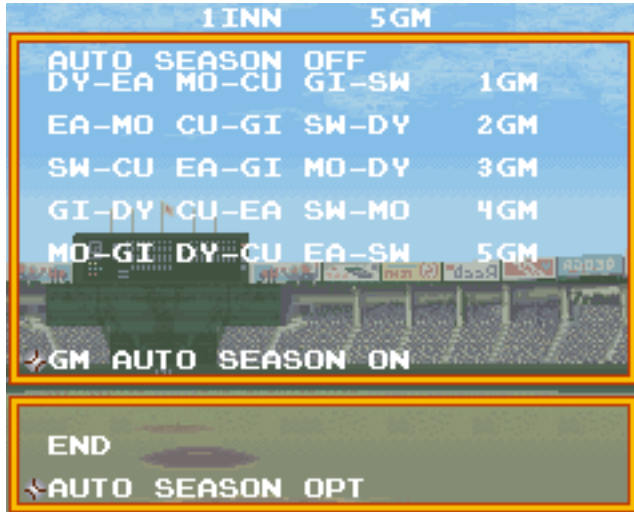 1INN 5GM
AUTO SEASON OFF
DY-EA MO-CU GI-SW 1GM
EA-MO CU-GI SW-DY 2GM
SW-CU EA-GI MO-DY 3GM
GI-DY CU-EA SW-MO 4GM
MO-GI DY-CU EA-SW 5GM
GM AUTO SEASON ON
END
AUTO SEASON OPT